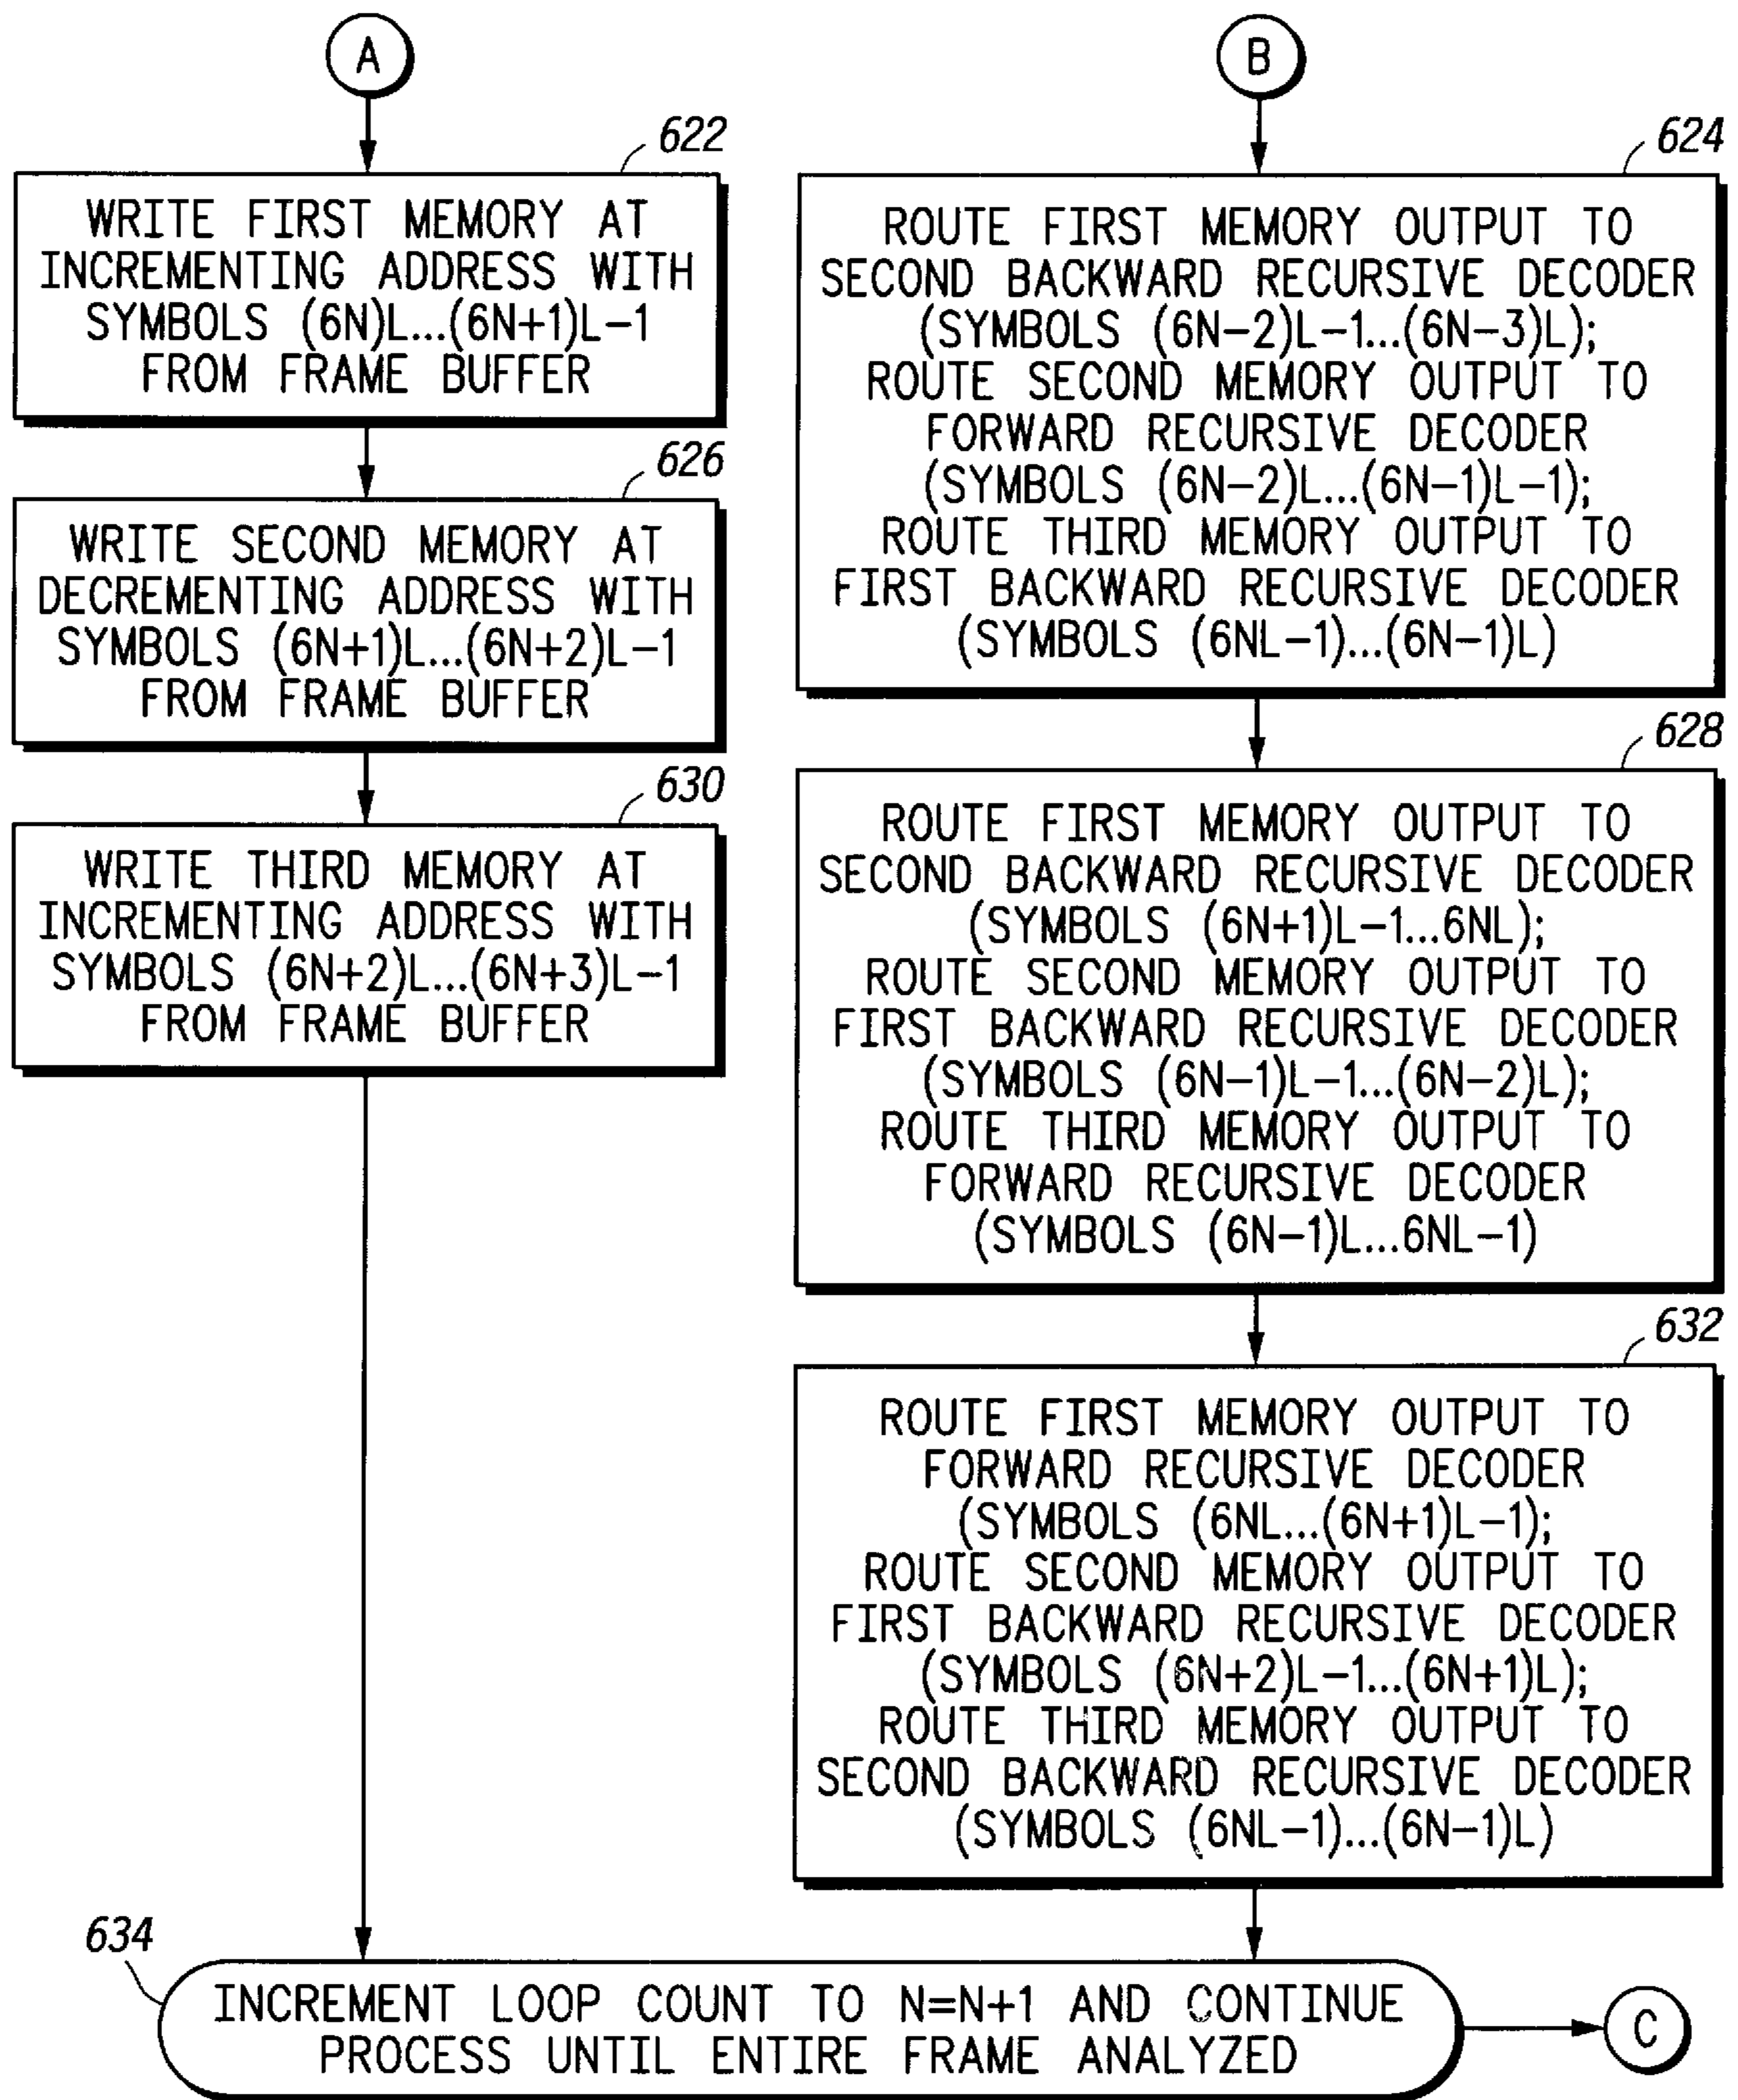 A
622
WRITE FIRST MEMORY AT
INCREMENTING ADDRESS WITH
SYMBOLS (6N)L...(6N+1)L-1
FROM FRAME BUFFER
626
WRITE SECOND MEMORY AT
DECREMENTING ADDRESS WITH
SYMBOLS (6N+1)L...(6N+2)L-1
FROM FRAME BUFFER
630
WRITE THIRD MEMORY AT
INCREMENTING ADDRESS WITH
SYMBOLS (6N+2)L...(6N+3)L-1
FROM FRAME BUFFER
B
624
ROUTE FIRST MEMORY OUTPUT TO
SECOND BACKWARD RECURSIVE DECODER
(SYMBOLS (6N-2)L-1...(6N-3)L);
ROUTE SECOND MEMORY OUTPUT TO
FORWARD RECURSIVE DECODER
(SYMBOLS (6N-2)L...(6N-1)L-1);
ROUTE THIRD MEMORY OUTPUT TO
FIRST BACKWARD RECURSIVE DECODER
(SYMBOLS (6NL-1)...(6N-1)L)
628
ROUTE FIRST MEMORY OUTPUT TO
SECOND BACKWARD RECURSIVE DECODER
(SYMBOLS (6N+1)L-1...6NL);
ROUTE SECOND MEMORY OUTPUT TO
FIRST BACKWARD RECURSIVE DECODER
(SYMBOLS (6N-1)L-1...(6N-2)L);
ROUTE THIRD MEMORY OUTPUT TO
FORWARD RECURSIVE DECODER
(SYMBOLS (6N-1)L...6NL-1)
632
ROUTE FIRST MEMORY OUTPUT TO
FORWARD RECURSIVE DECODER
(SYMBOLS (6NL...(6N+1)L-1);
ROUTE SECOND MEMORY OUTPUT TO
FIRST BACKWARD RECURSIVE DECODER
(SYMBOLS (6N+2)L-1...(6N+1)L);
ROUTE THIRD MEMORY OUTPUT TO
SECOND BACKWARD RECURSIVE DECODER
(SYMBOLS (6NL-1)...(6N-1)L)
634
INCREMENT LOOP COUNT TO N=N+1 AND CONTINUE
PROCESS UNTIL ENTIRE FRAME ANALYZED
C